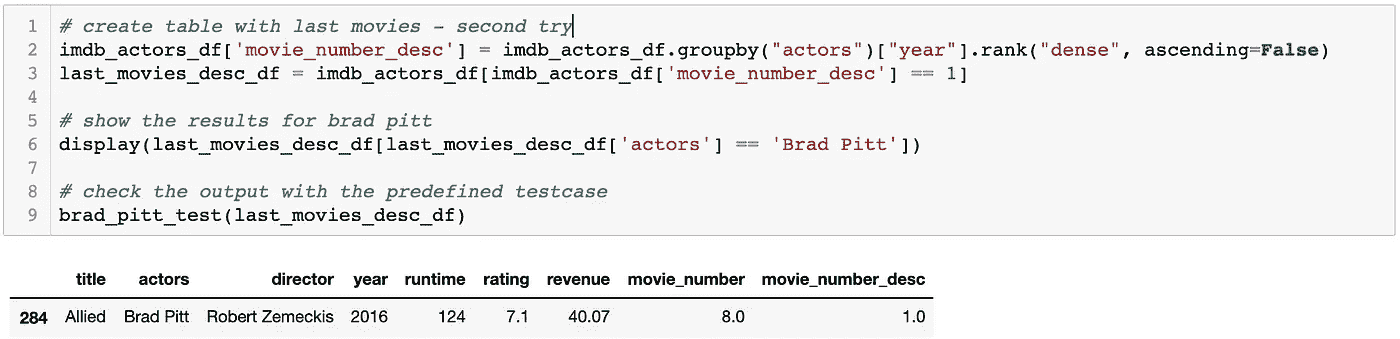 1 # create table with last movies - second try
2 imdb_actors_df['movie_number_desc'] = imdb_actors_df.groupby("actors")["year"].rank("dense", ascending=False)
3 last_movies_desc_df = imdb_actors_df[imdb_actors_df['movie_number_desc'] == 1]
4
5 # show the results for brad pitt
6 display(last_movies_desc_df[last_movies_desc_df['actors'] == 'Brad Pitt'])
7
8 # check the output with the predefined testcase
9 brad_pitt_test(last_movies_desc_df)
title actors director year runtime rating revenue movie_number movie_number_desc
284 Allied Brad Pitt Robert Zemeckis 2016 124 7.1 40.07 8.0 1.0